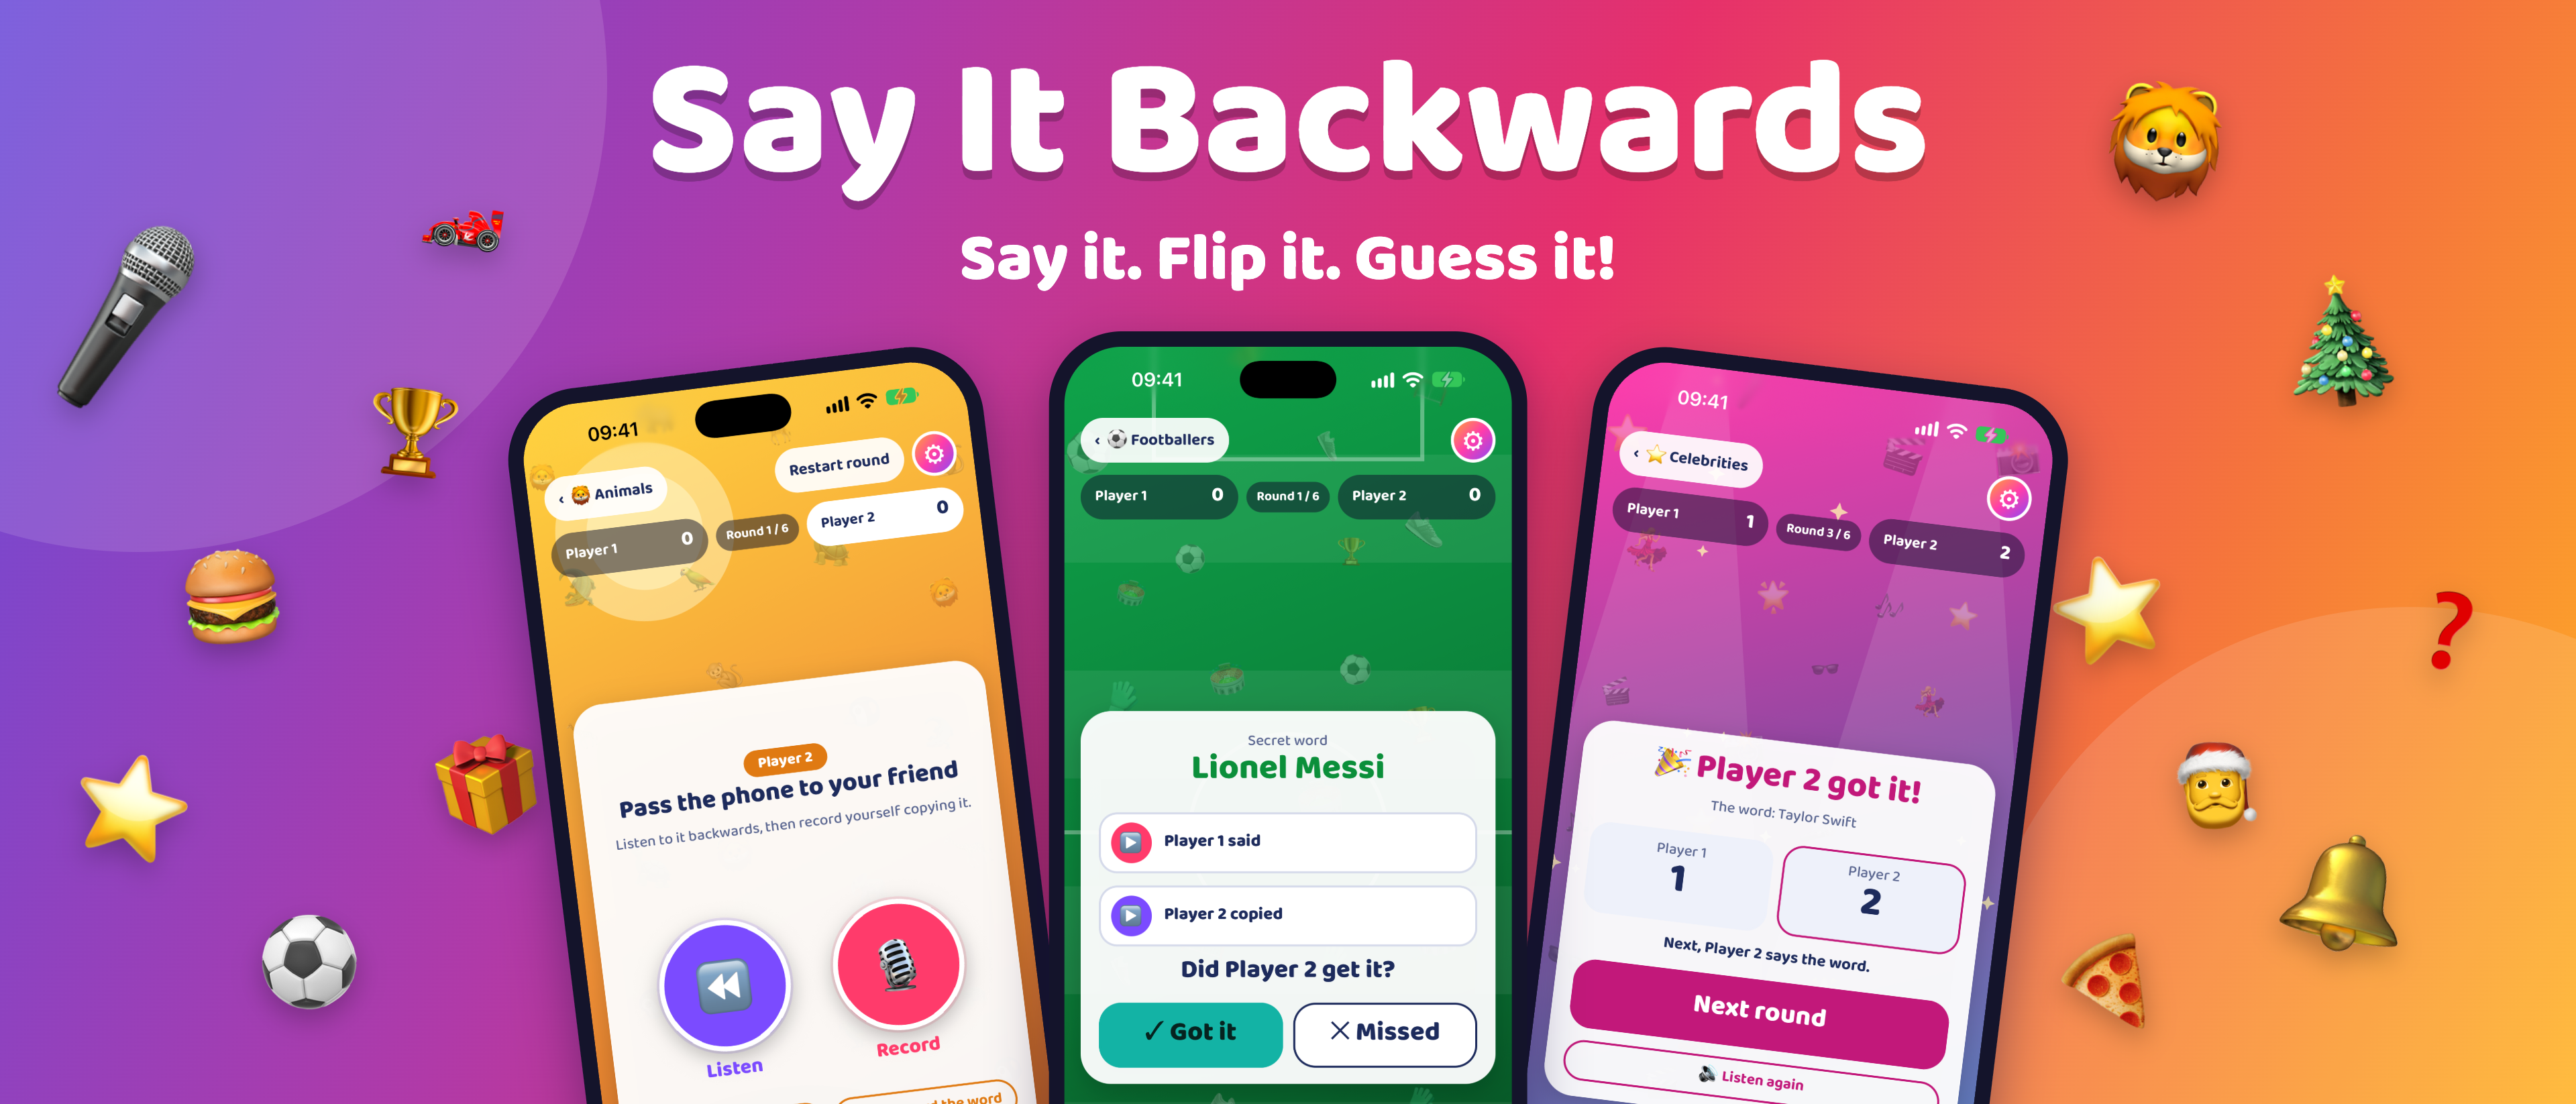 Say It Backwards
Say it. Flip it. Guess it!
09:41
‹ 🦁 Animals
Restart round
Player 1 0
Round 1 / 6
Player 2 0
Player 2
Pass the phone to your friend
Listen to it backwards, then record yourself copying it.
Listen
Record
the word
09:41
‹ ⚽ Footballers
Player 1 0
Round 1 / 6
Player 2 0
Secret word
Lionel Messi
Player 1 said
Player 2 copied
Did Player 2 get it?
✓ Got it
✕ Missed
09:41
‹ ⭐ Celebrities
Player 1 1
Round 3 / 6
Player 2 2
🎉 Player 2 got it!
The word: Taylor Swift
Player 1
1
Player 2
2
Next, Player 2 says the word.
Next round
🔊 Listen again